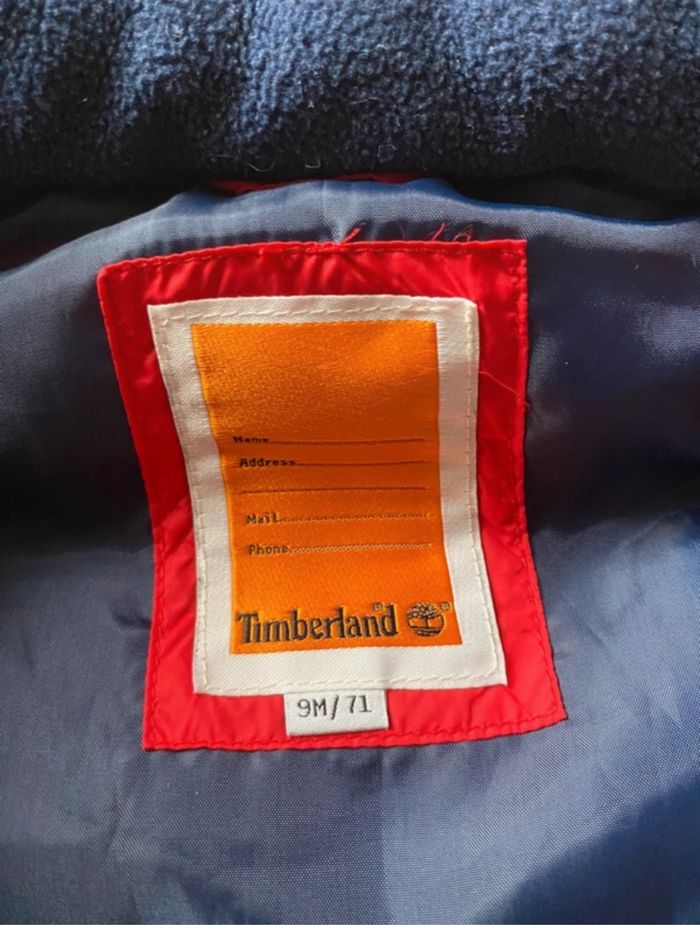 Name
Address
Mail
Phone
Timberland® ®
9M/71